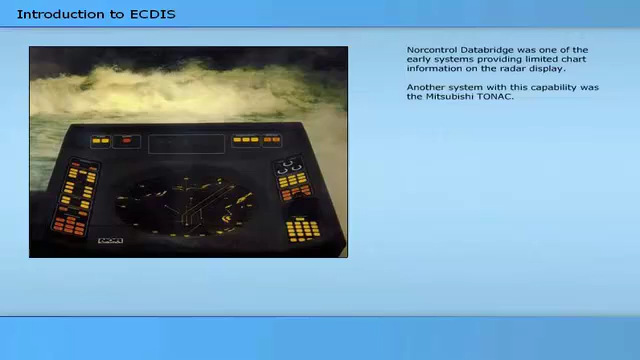 Introduction to ECDIS
Norcontrol Databridge was one of the
early systems providing limited chart
information on the radar display.
Another system with this capability was
the Mitsubishi TONAC.